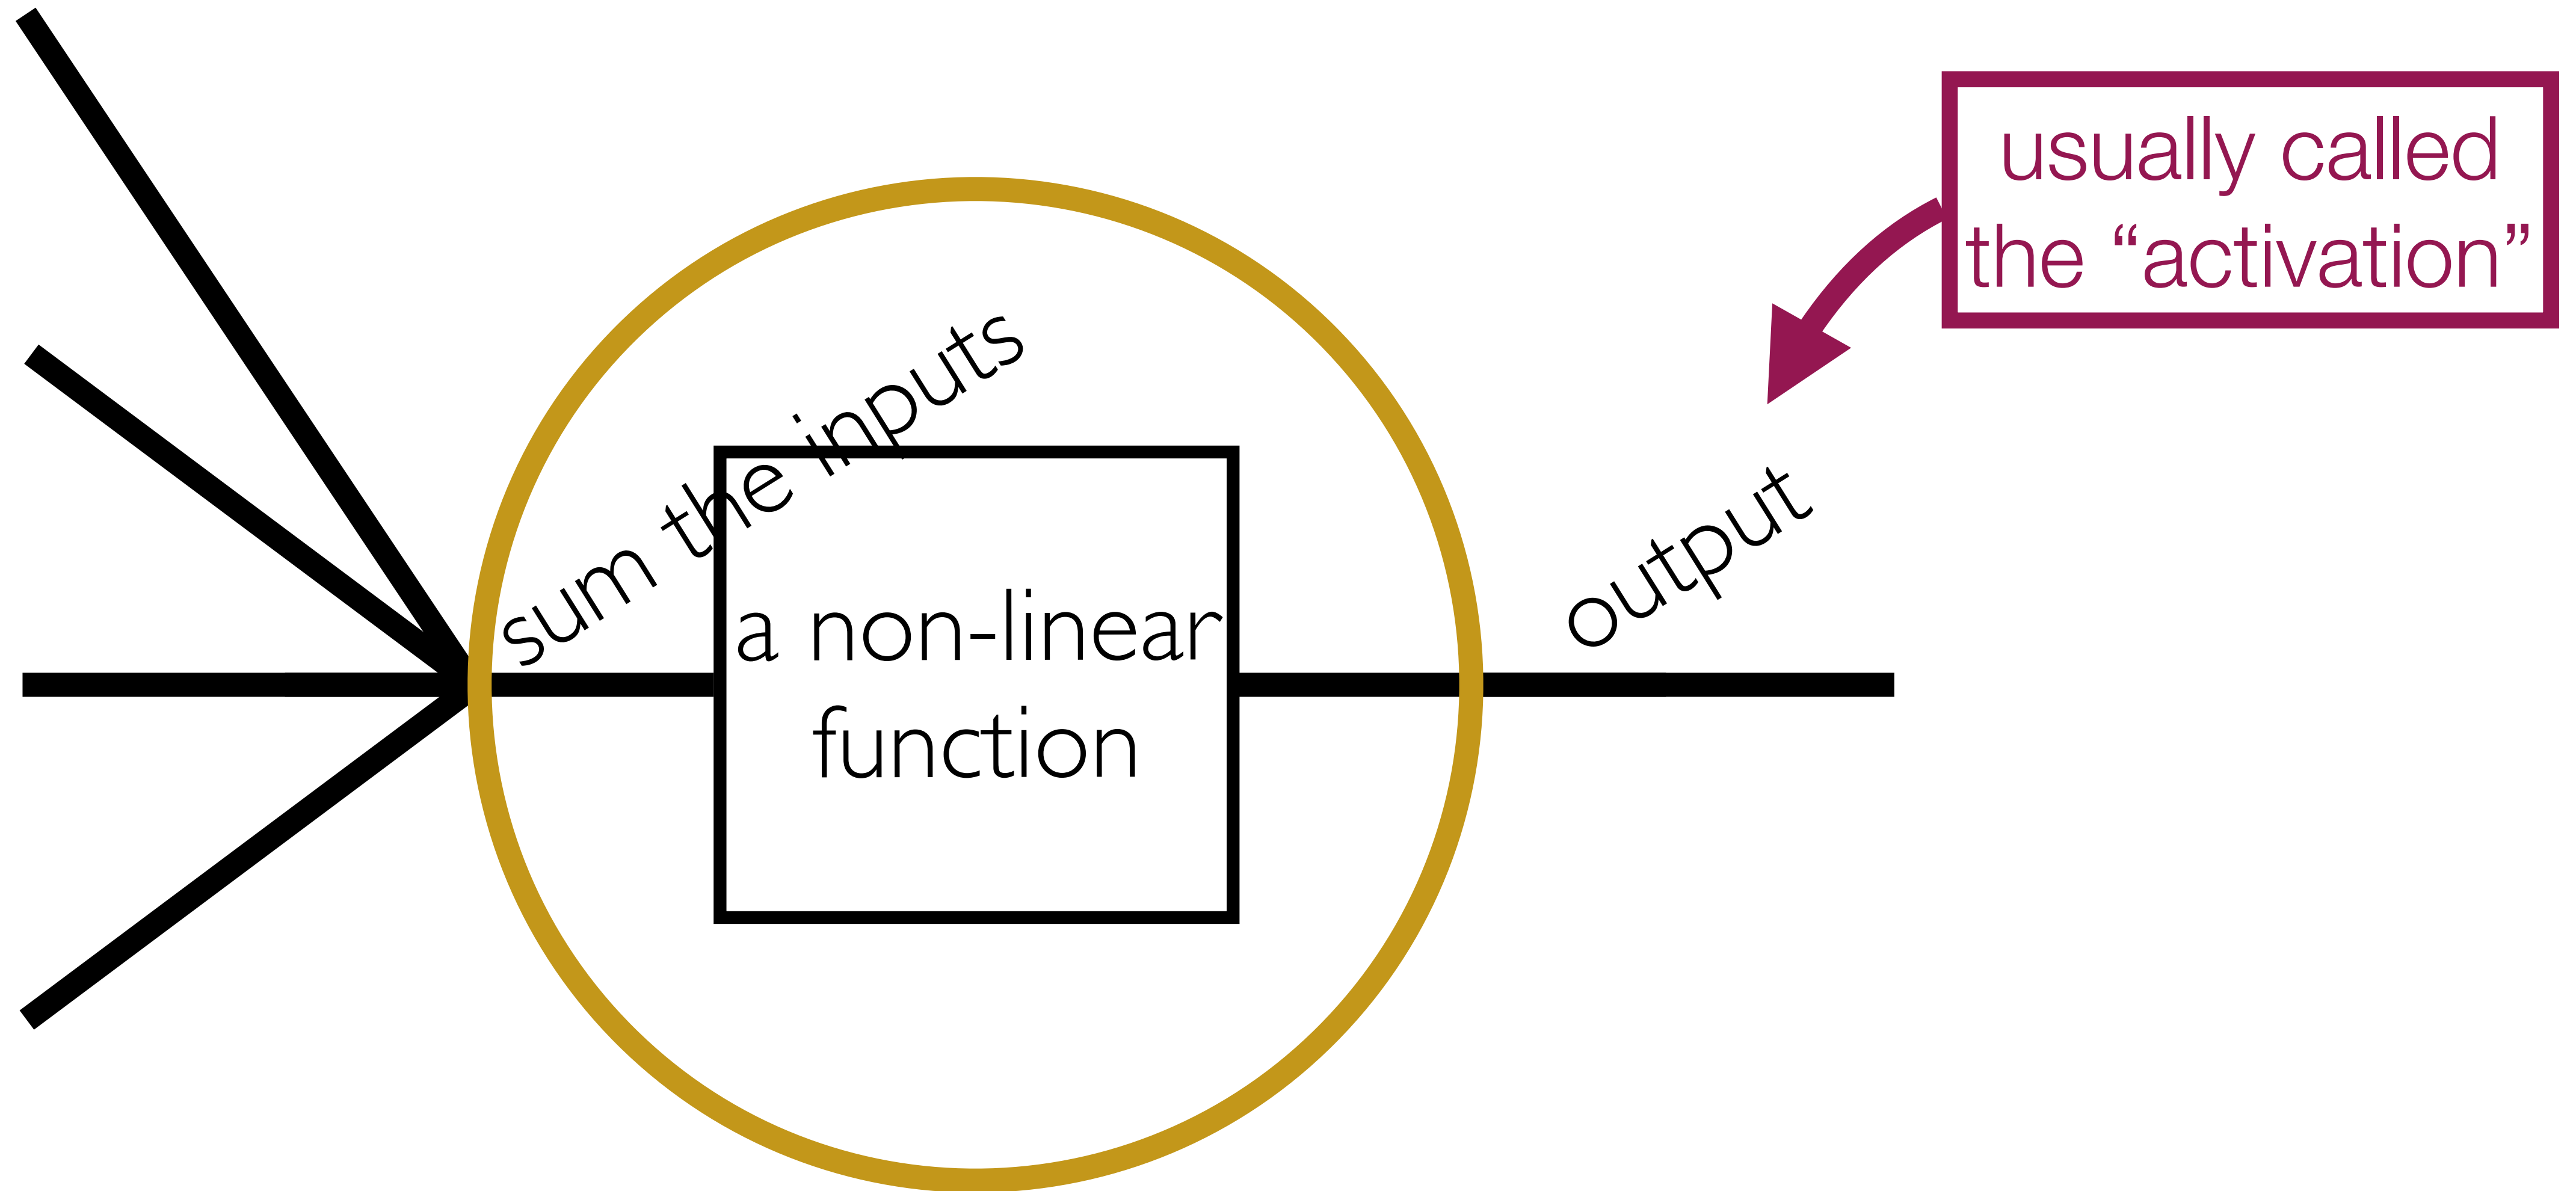 usually called
the “activation”
sum the inputs
a non-linear
function
output